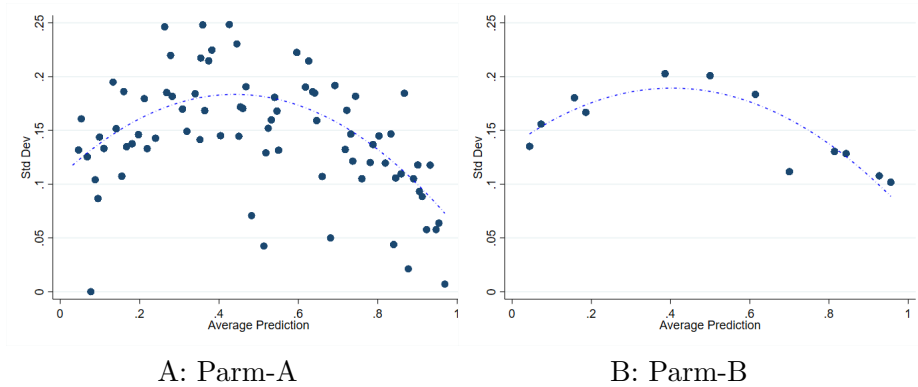 .25
.2
.15
.1
.05
0
Std Dev
0 .2 .4 .6 .8 1
Average Prediction
A: Parm-A
.25
.2
.15
.1
.05
0
Std Dev
0 .2 .4 .6 .8 1
Average Prediction
B: Parm-B